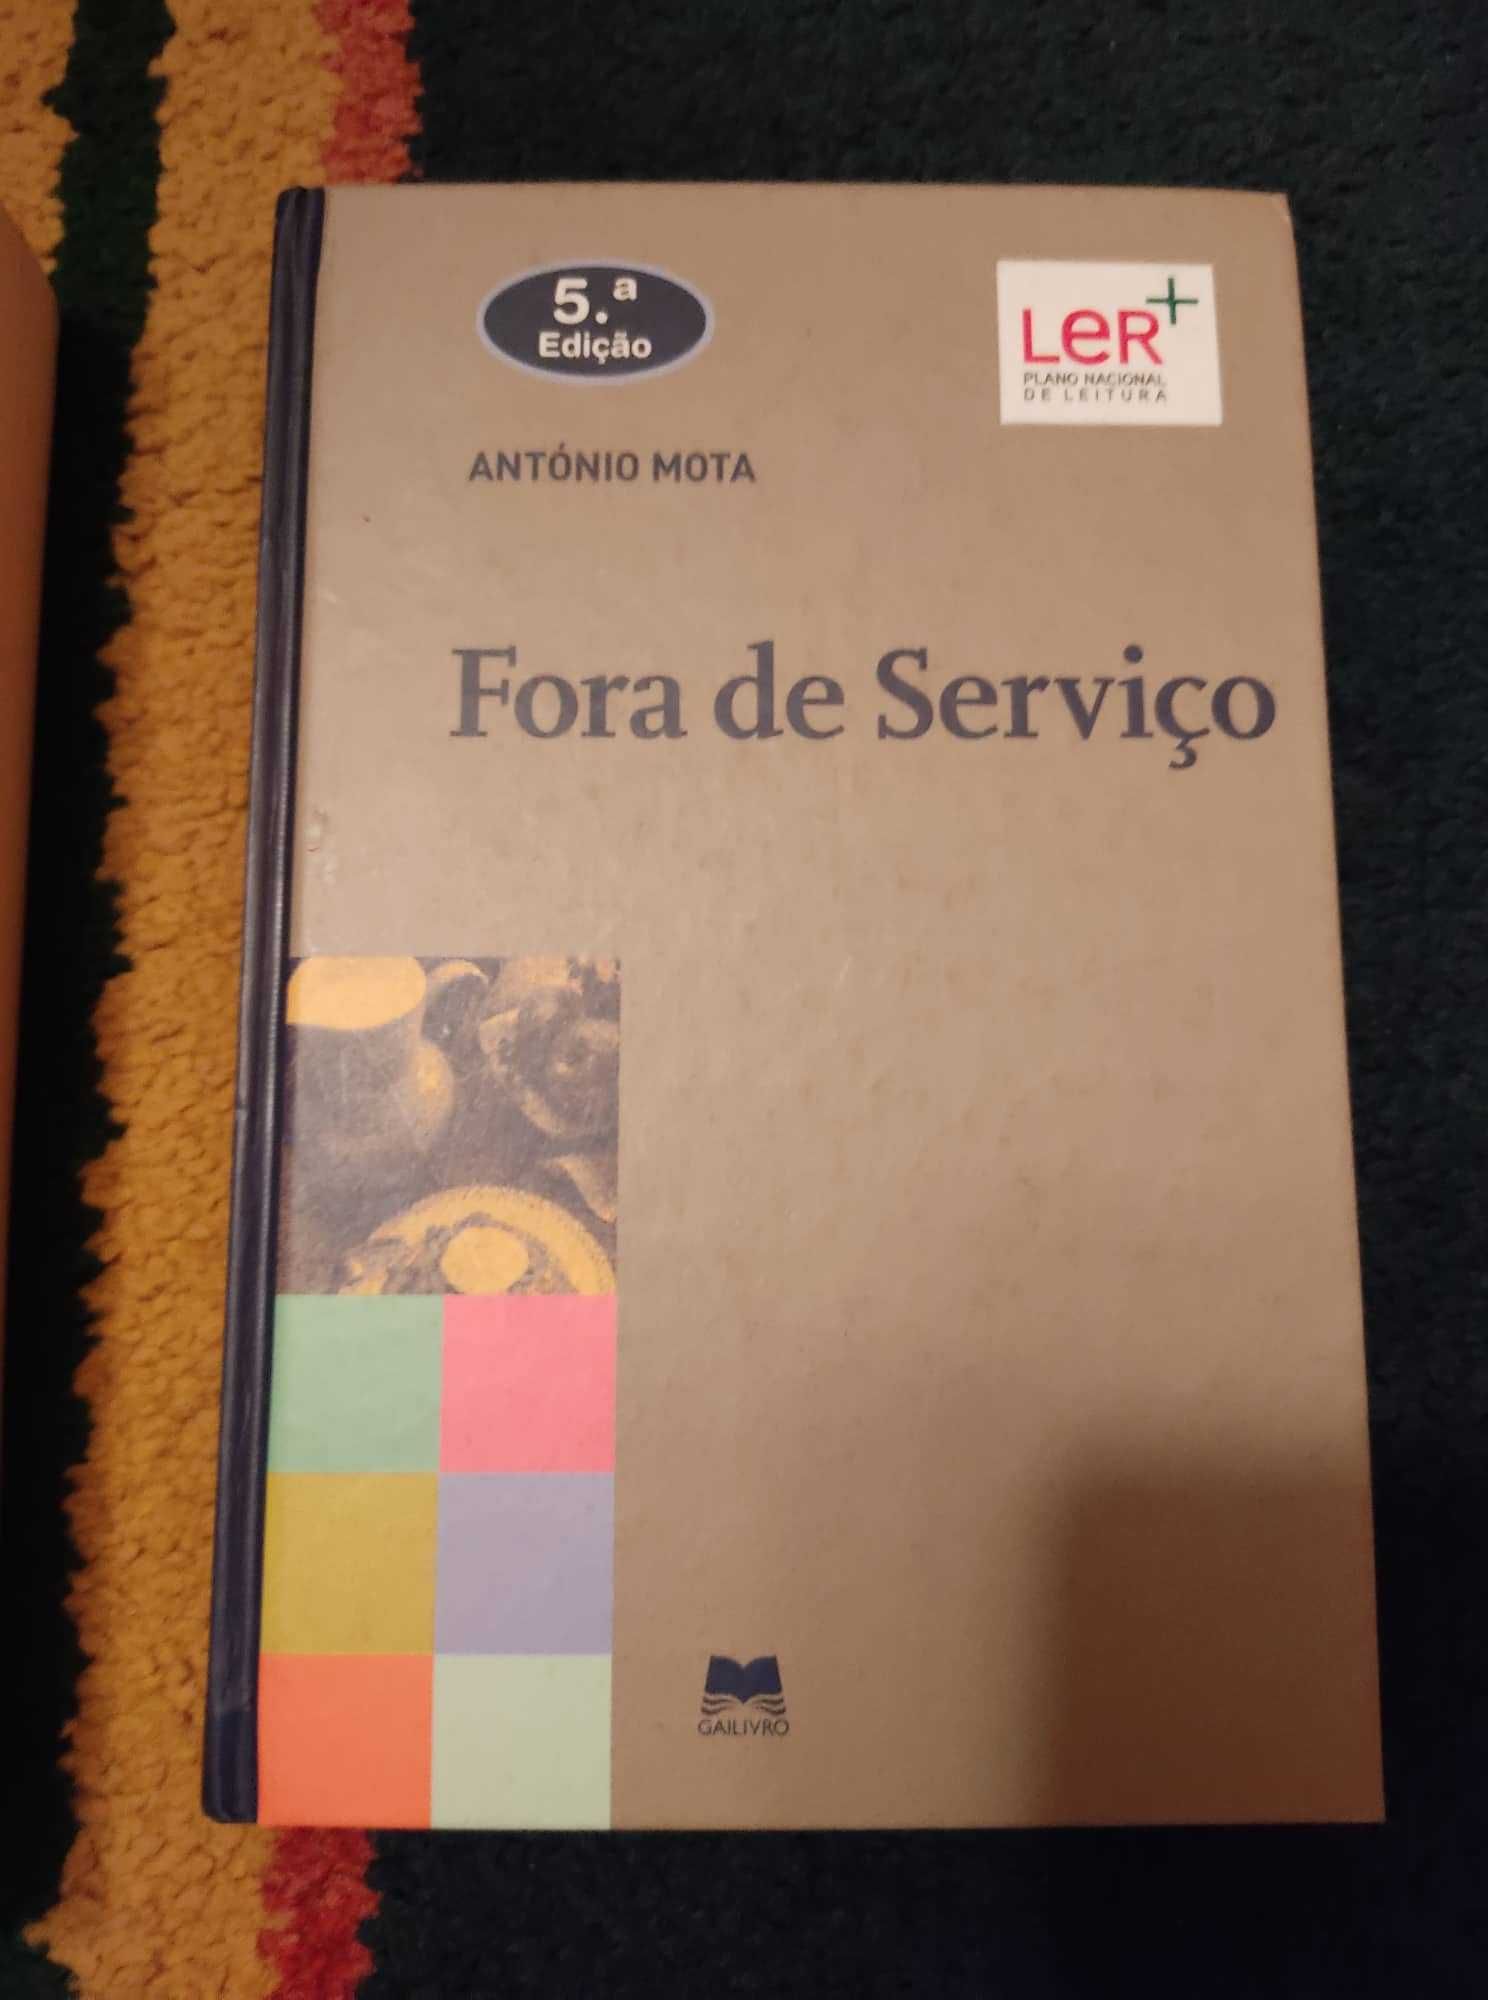 5.ª
Edição
LeR+
PLANO NACIONAL
DE LEITURA
ANTÓNIO MOTA
Fora de Serviço
GAILIVRO